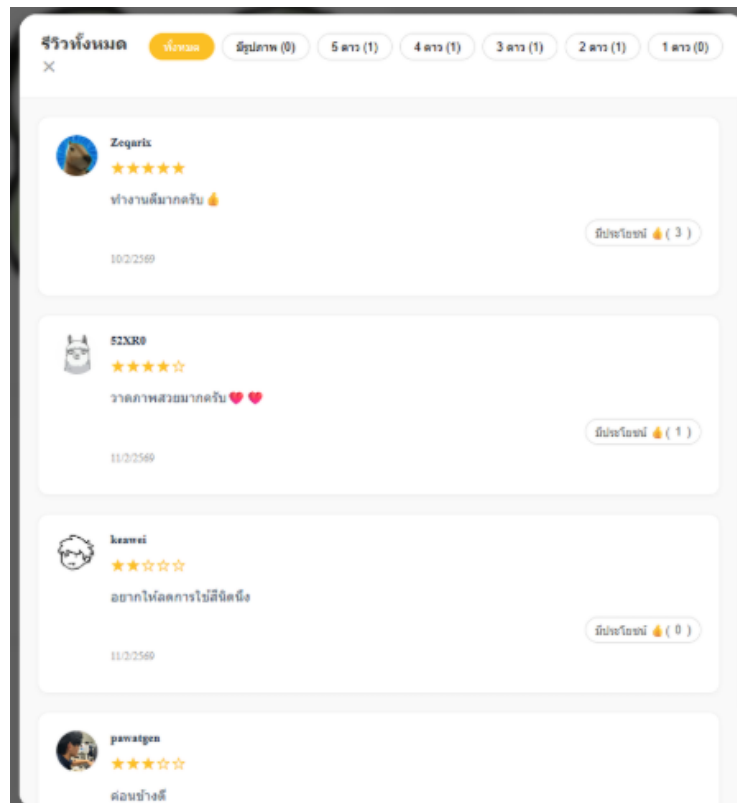 รีวิวทั้งหมด ทั้งหมด มีรูปภาพ (0) 5 ดาว (1) 4 ดาว (1) 3 ดาว (1) 2 ดาว (1) 1 ดาว (0)
×
Zeqarix
★★★★★
ทำงานดีมากครับ👍
มีประโยชน์ 👍 ( 3 )
10/2/2569
52XR0
★★★★☆
วาดภาพสวยมากครับ❤️ ❤️
มีประโยชน์ 👍 ( 1 )
11/2/2569
keawei
★★☆☆☆
อยากให้ลดการใช้สีนิดนึง
มีประโยชน์ 👍 ( 0 )
11/2/2569
pawatgen
★★★☆☆
ค่อนข้างดี